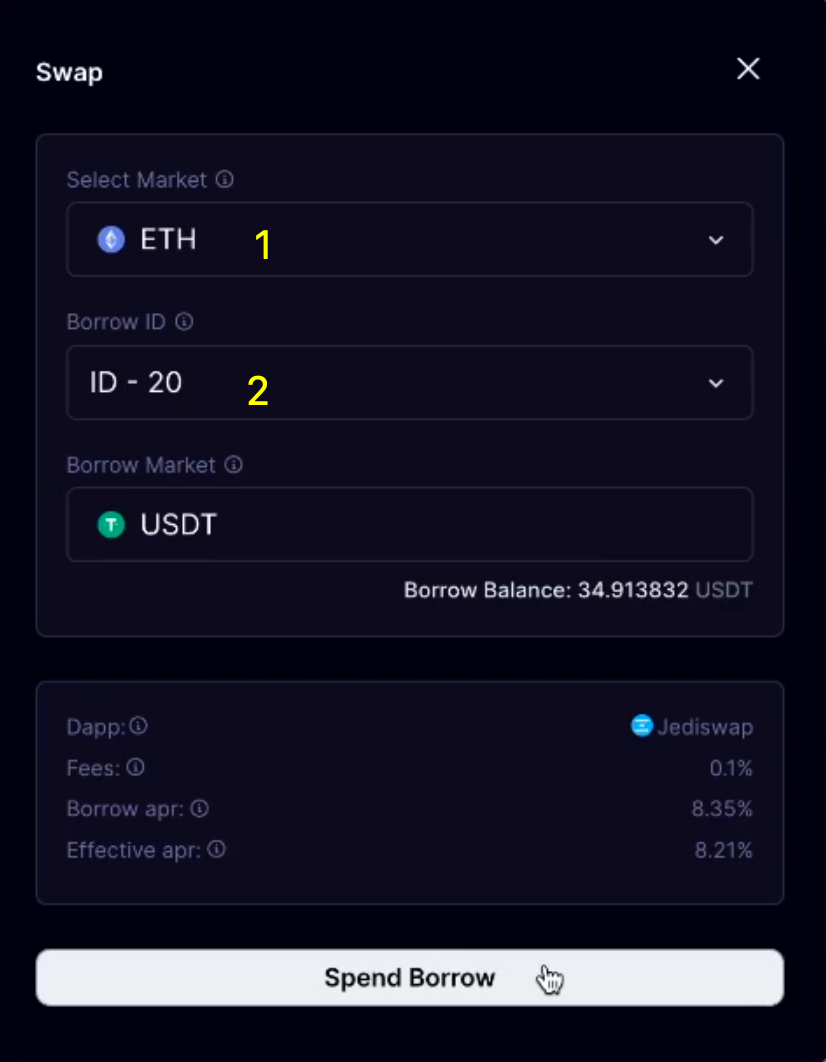 Swap
Select Market
ETH 1
Borrow ID
ID - 20 2
Borrow Market
USDT
Borrow Balance: 34.913832 USDT
Dapp: Jediswap
Fees: 0.1%
Borrow apr: 8.35%
Effective apr: 8.21%
Spend Borrow